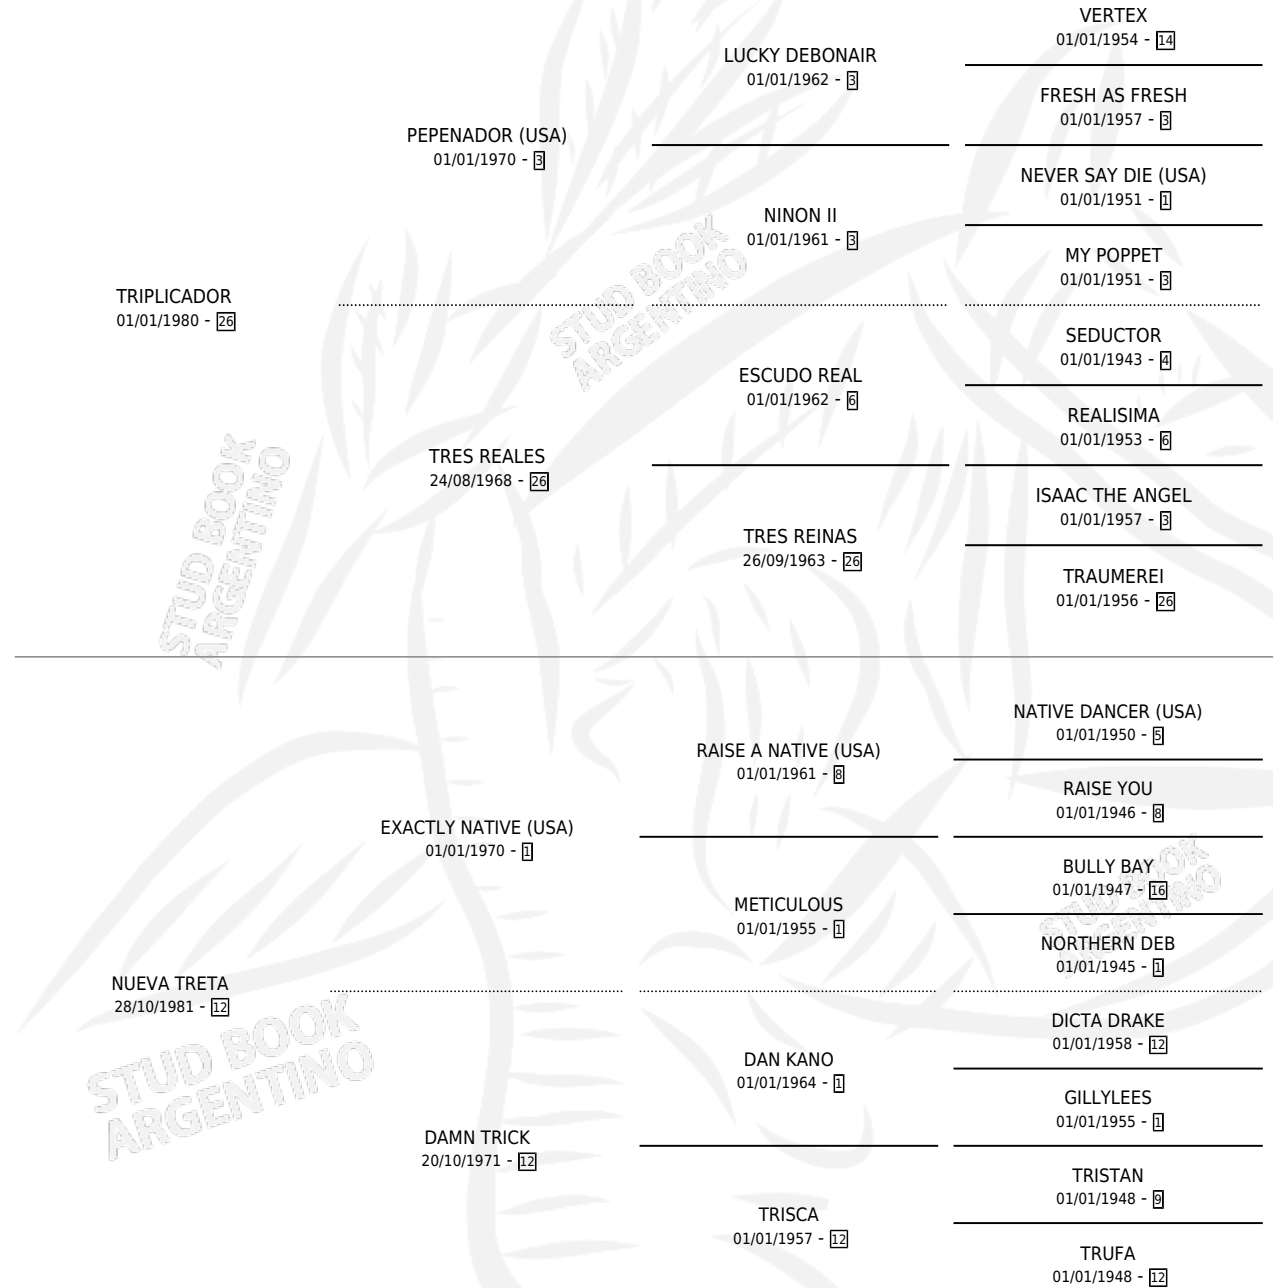 VERTEX
01/01/1954 - 14
LUCKY DEBONAIR
01/01/1962 - 3
FRESH AS FRESH
01/01/1957 - 3
PEPENADOR (USA)
01/01/1970 - 3
NEVER SAY DIE (USA)
01/01/1951 - 1
NINON II
01/01/1961 - 3
MY POPPET
01/01/1951 - 3
TRIPLICADOR
01/01/1980 - 26
SEDUCTOR
01/01/1943 - 4
ESCUDO REAL
01/01/1962 - 6
REALISIMA
01/01/1953 - 6
TRES REALES
24/08/1968 - 26
ISAAC THE ANGEL
01/01/1957 - 3
TRES REINAS
26/09/1963 - 26
TRAUMEREI
01/01/1956 - 26
NATIVE DANCER (USA)
01/01/1950 - 5
RAISE A NATIVE (USA)
01/01/1961 - 8
RAISE YOU
01/01/1946 - 8
EXACTLY NATIVE (USA)
01/01/1970 - 1
BULLY BAY
01/01/1947 - 16
METICULOUS
01/01/1955 - 1
NORTHERN DEB
01/01/1945 - 1
NUEVA TRETA
28/10/1981 - 12
DICTA DRAKE
01/01/1958 - 12
DAN KANO
01/01/1964 - 1
GILLYLEES
01/01/1955 - 1
DAMN TRICK
20/10/1971 - 12
TRISTAN
01/01/1948 - 9
TRISCA
01/01/1957 - 12
TRUFA
01/01/1948 - 12
STUD BOOK
ARGENTINO
STUD BOOK
ARGENTINO
STUD BOOK
ARGENTINO
STUD BOOK
ARGENTINO